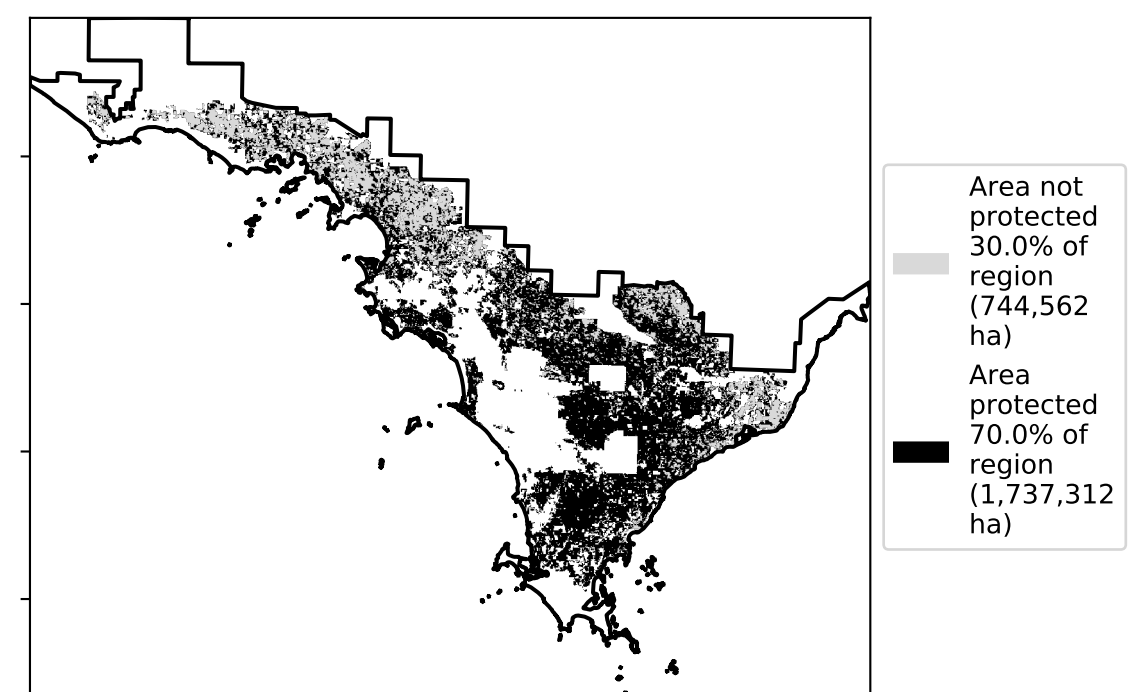 Area not
protected
30.0% of
region
(744,562
ha)
Area
protected
70.0% of
region
(1,737,312
ha)